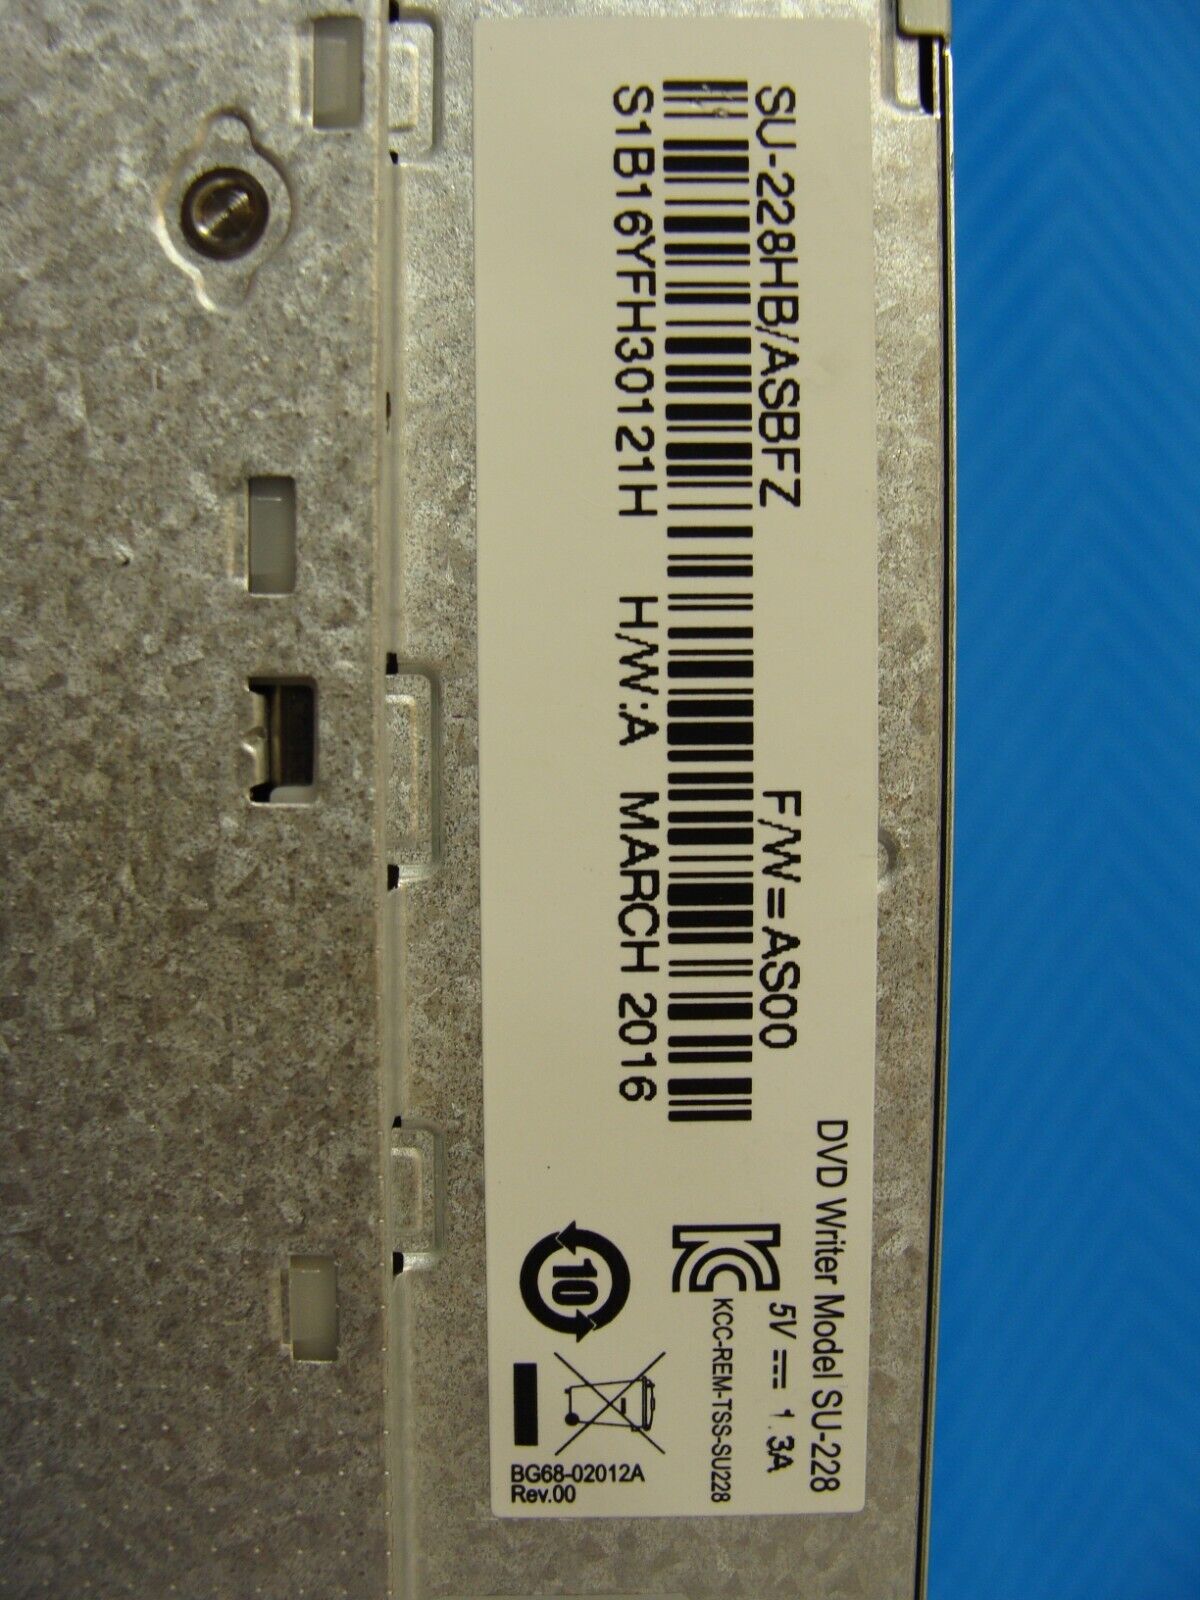 DVD Writer Model SU-228
SU-228HB/ASBFZ F/W=AS00
5V 1.3A
KCC-REM-TSS-SU228
S1B16YFH30121H H/W:A MARCH 2016
10
BG68-02012A
Rev.00